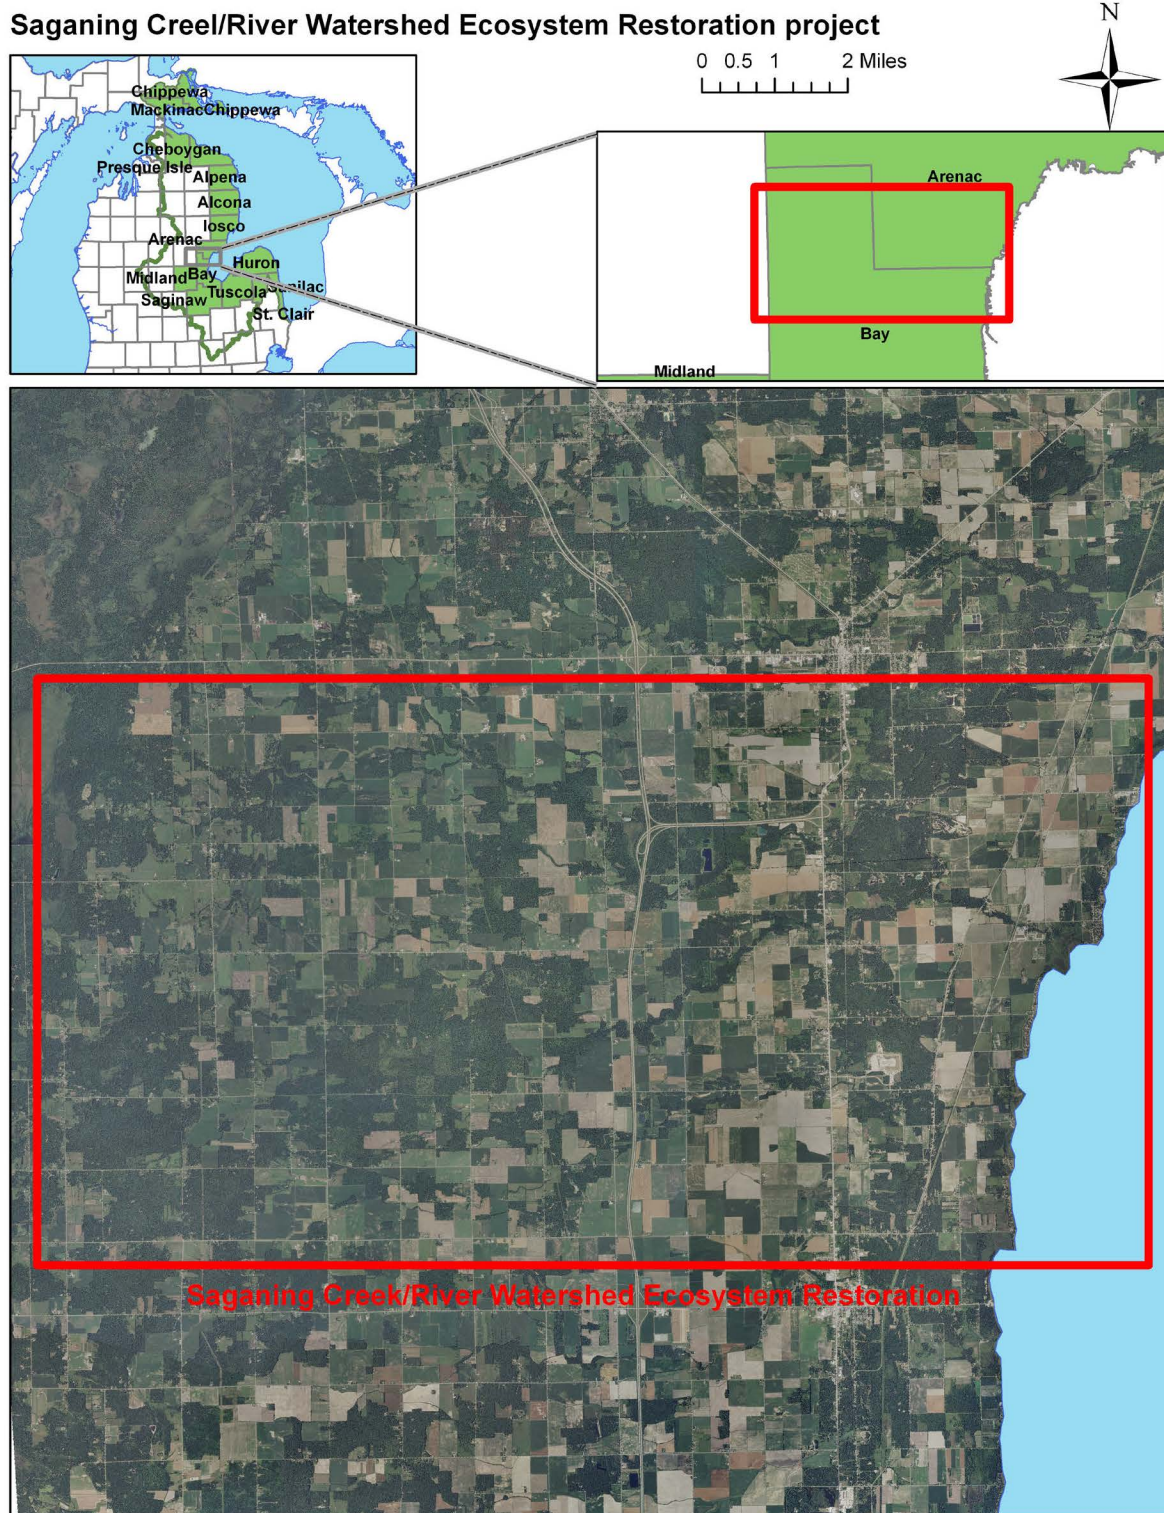 Saganing Creel/River Watershed Ecosystem Restoration project
N
0 0.5 1 2 Miles
Chippewa
Mackinac Chippewa
Cheboygan
Presque Isle
Alpena
Alcona
Iosco
Arenac
Huron
Midland Bay
Tuscola Sanilac
Saginaw
St. Clair
Arenac
Bay
Midland
Saganing Creek/River Watershed Ecosystem Restoration